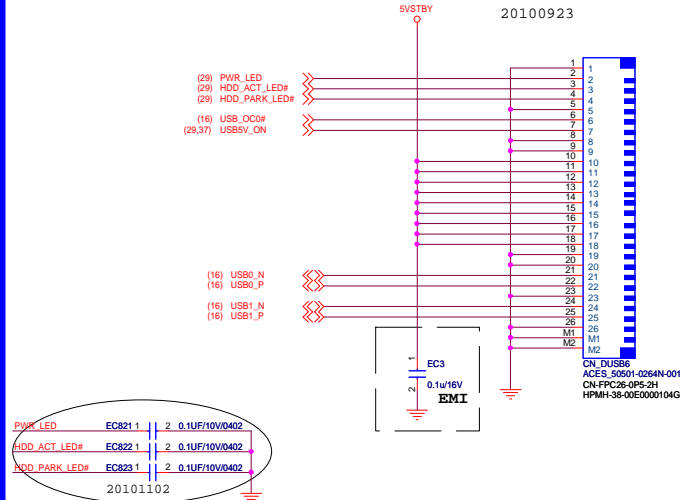 5VSTBY
20100923
(29) PWR_LED
(29) HDD_ACT_LED#
(29) HDD_PARK_LED#
(16) USB_OC0#
(29,37) USB5V_ON
(16) USB0_N
(16) USB0_P
(16) USB1_N
(16) USB1_P
1 1
2 2
3 3
4 4
5 5
6 6
7 7
8 8
9 9
10 10
11 11
12 12
13 13
14 14
15 15
16 16
17 17
18 18
19 19
20 20
21 21
22 22
23 23
24 24
25 25
26 26
M1 M1
M2 M2
CN_DUSB6
ACES_50501-0264N-001
CN-FPC26-0P5-2H
HPMH-38-00E0000104G
1
EC3
0.1u/16V
2
EMI
PWR_LED EC821 1 2 0.1UF/10V/0402
HDD_ACT_LED# EC822 1 2 0.1UF/10V/0402
HDD_PARK_LED# EC823 1 2 0.1UF/10V/0402
20101102